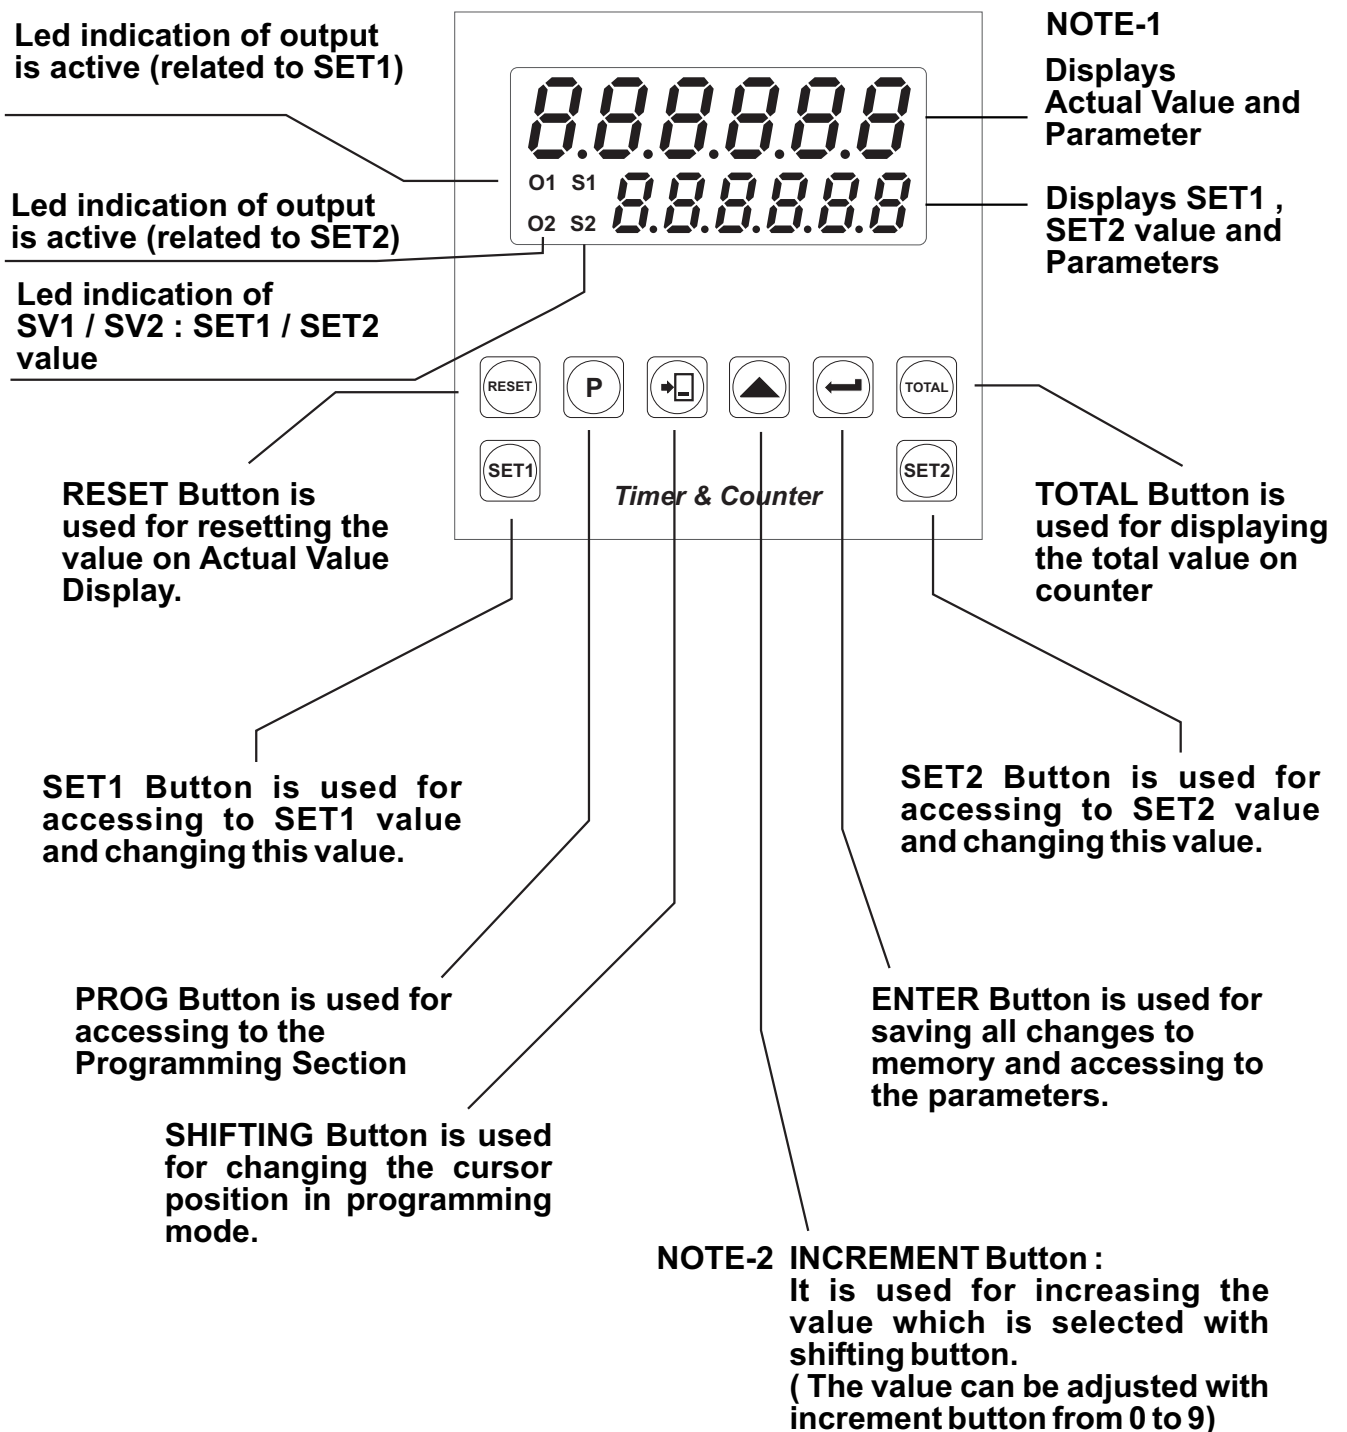 Led indication of output
is active (related to SET1)
NOTE-1
Displays
Actual Value and
Parameter
8.8.8.8.8.8
O1 S1
8.8.8.8.8.8
O2 S2
Led indication of output
is active (related to SET2)
Displays SET1 ,
SET2 value and
Parameters
Led indication of
SV1 / SV2 : SET1 / SET2
value
RESET
P
TOTAL
SET1
SET2
Timer & Counter
RESET Button is
used for resetting the
value on Actual Value
Display.
TOTAL Button is
used for displaying
the total value on
counter
SET1 Button is used for
accessing to SET1 value
and changing this value.
SET2 Button is used for
accessing to SET2 value
and changing this value.
PROG Button is used for
accessing to the
Programming Section
ENTER Button is used for
saving all changes to
memory and accessing to
the parameters.
SHIFTING Button is used
for changing the cursor
position in programming
mode.
NOTE-2 INCREMENT Button :
It is used for increasing the
value which is selected with
shifting button.
( The value can be adjusted with
increment button from 0 to 9)